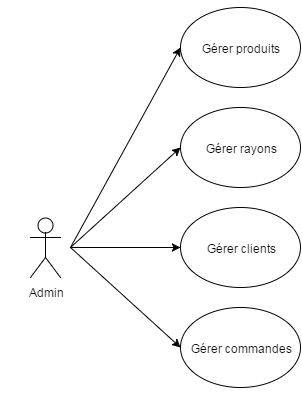 Gérer produits
Gérer rayons
Gérer clients
Admin
Gérer commandes